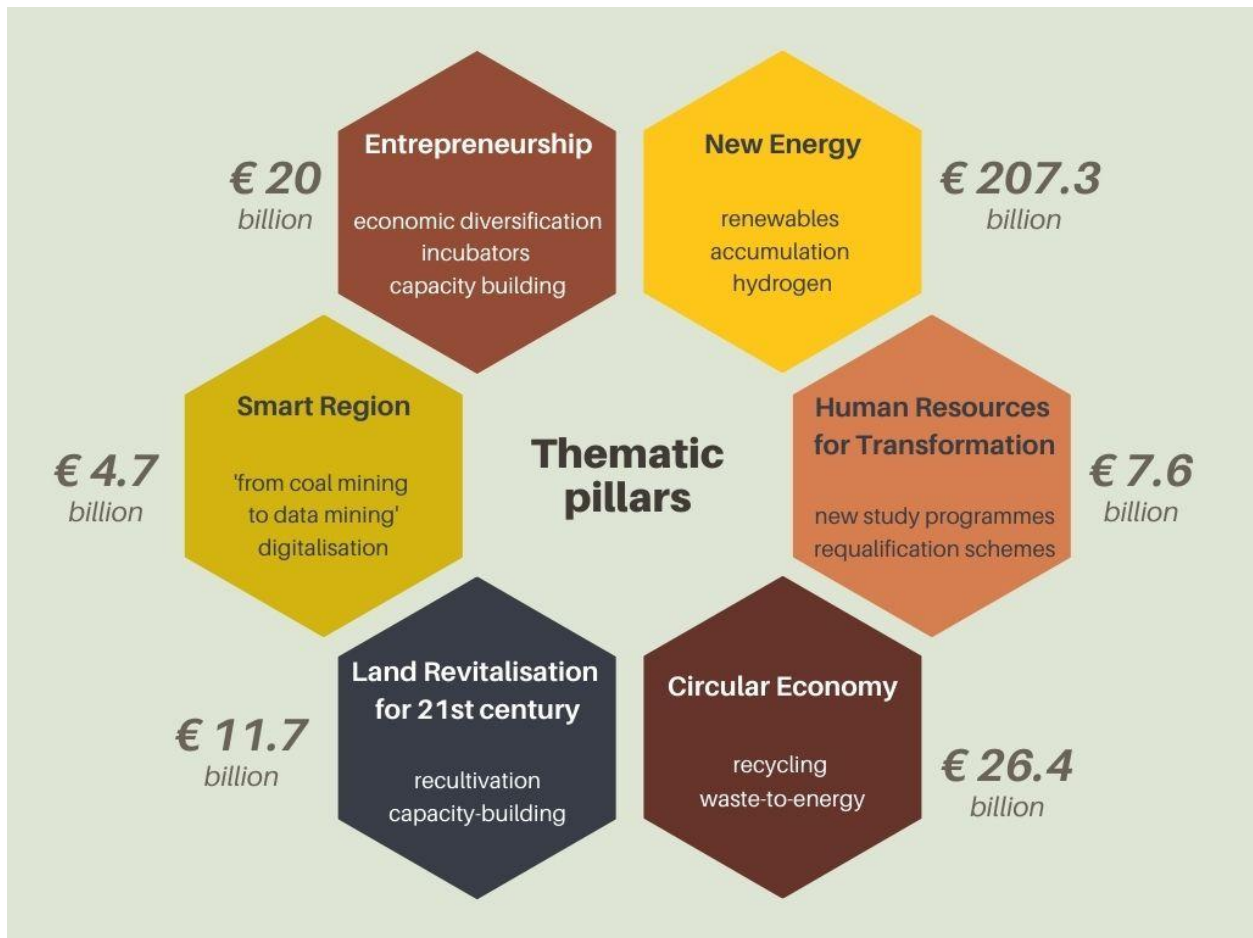 Entrepreneurship
economic diversification
incubators
capacity building
€ 20
billion
New Energy
renewables
accumulation
hydrogen
€ 207.3
billion
Smart Region
'from coal mining
to data mining'
digitalisation
€ 4.7
billion
Thematic
pillars
Human Resources
for Transformation
new study programmes
requalification schemes
€ 7.6
billion
Land Revitalisation
for 21st century
recultivation
capacity-building
€ 11.7
billion
Circular Economy
recycling
waste-to-energy
€ 26.4
billion